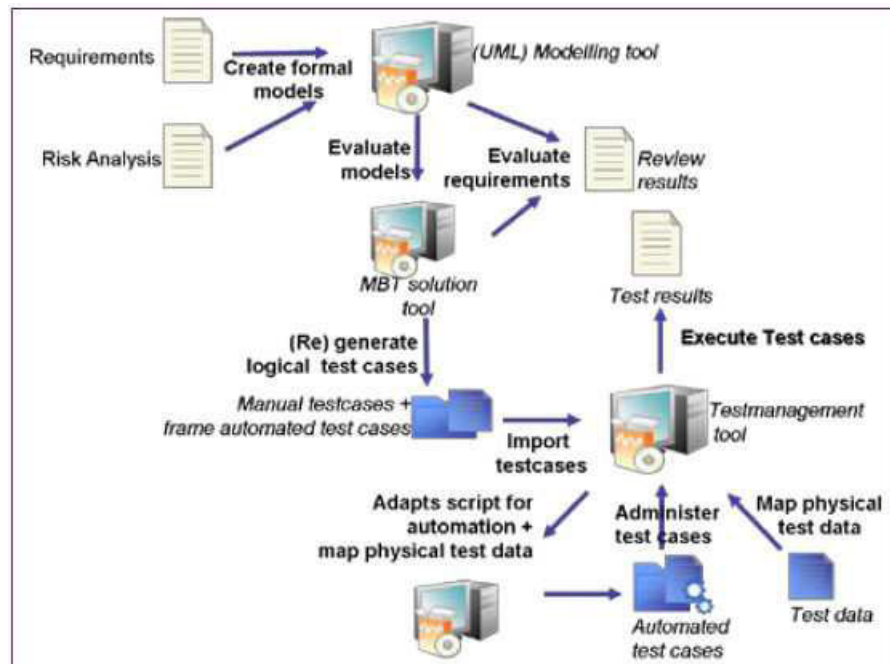 Requirements
Create formal
models
(UML) Modelling tool
Risk Analysis
Evaluate
models
Evaluate
requirements
Review
results
MBT solution
tool
Test results
(Re) generate
logical test cases
Execute Test cases
Manual testcases +
frame automated test cases
Import
testcases
Testmanagement
tool
Adapts script for
automation +
map physical test data
Administer
test cases
Map physical
test data
Automated
test cases
Test data